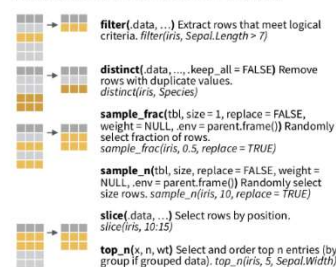 filter(.data, …) Extract rows that meet logical
criteria. filter(iris, Sepal.Length > 7)
distinct(.data, ..., .keep_all = FALSE) Remove
rows with duplicate values.
distinct(iris, Species)
sample_frac(tbl, size = 1, replace = FALSE,
weight = NULL, .env = parent.frame()) Randomly
select fraction of rows.
sample_frac(iris, 0.5, replace = TRUE)
sample_n(tbl, size, replace = FALSE, weight =
NULL, .env = parent.frame()) Randomly select
size rows. sample_n(iris, 10, replace = TRUE)
slice(.data, …) Select rows by position.
slice(iris, 10:15)
top_n(x, n, wt) Select and order top n entries (by
group if grouped data). top_n(iris, 5, Sepal.Width)